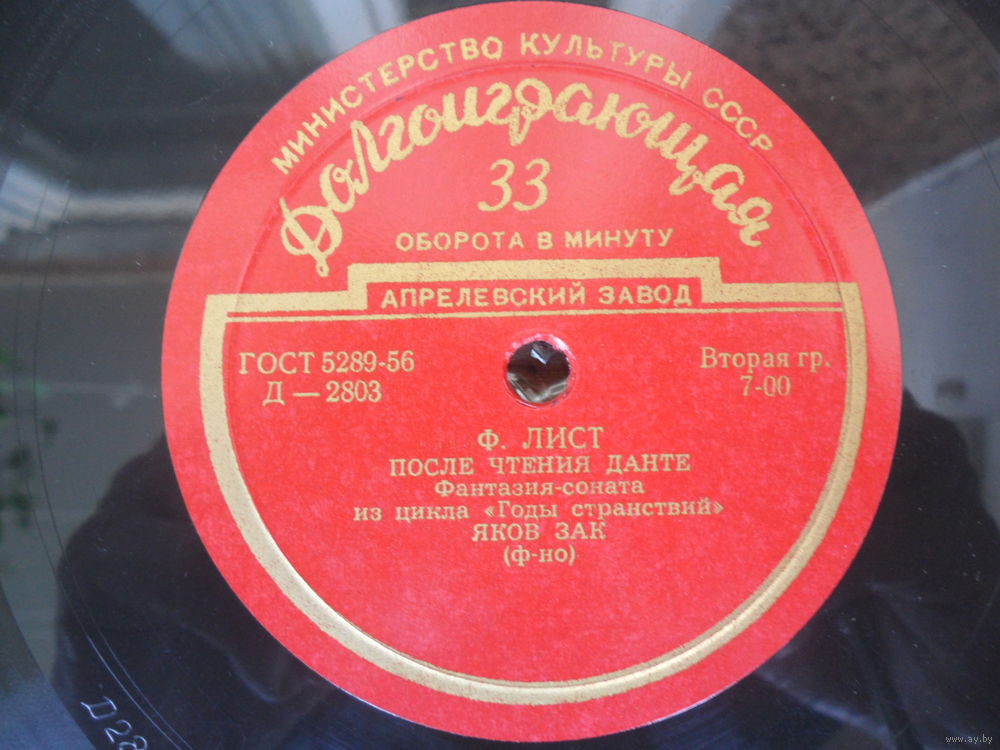 МИНИСТЕРСТВО КУЛЬТУРЫ СССР
Долгоиграющая
33
ОБОРОТА В МИНУТУ
АПРЕЛЕВСКИЙ ЗАВОД
ГОСТ 5289-56
Д — 2803
Вторая гр.
7-00
Ф. ЛИСТ
ПОСЛЕ ЧТЕНИЯ ДАНТЕ
Фантазия-соната
из цикла «Годы странствий»
ЯКОВ ЗАК
(ф-но)
www.ay.by